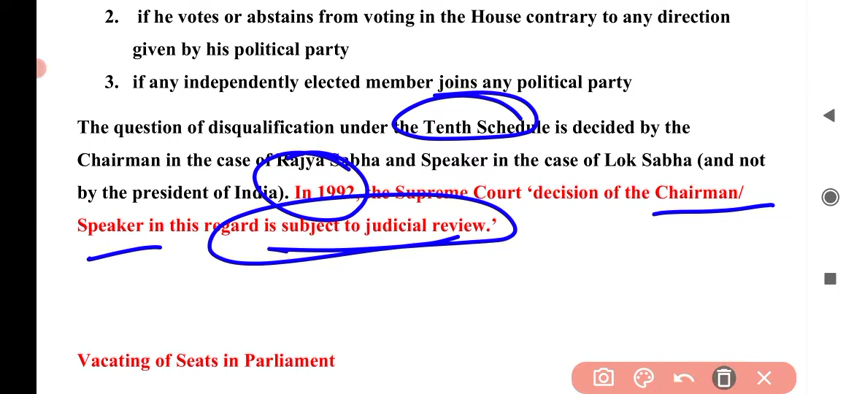 2. if he votes or abstains from voting in the House contrary to any direction
given by his political party
3. if any independently elected member joins any political party
The question of disqualification under the Tenth Schedule is decided by the
Chairman in the case of Rajya Sabha and Speaker in the case of Lok Sabha (and not
by the president of India). In 1992, the Supreme Court ‘decision of the Chairman/
Speaker in this regard is subject to judicial review.’
Vacating of Seats in Parliament